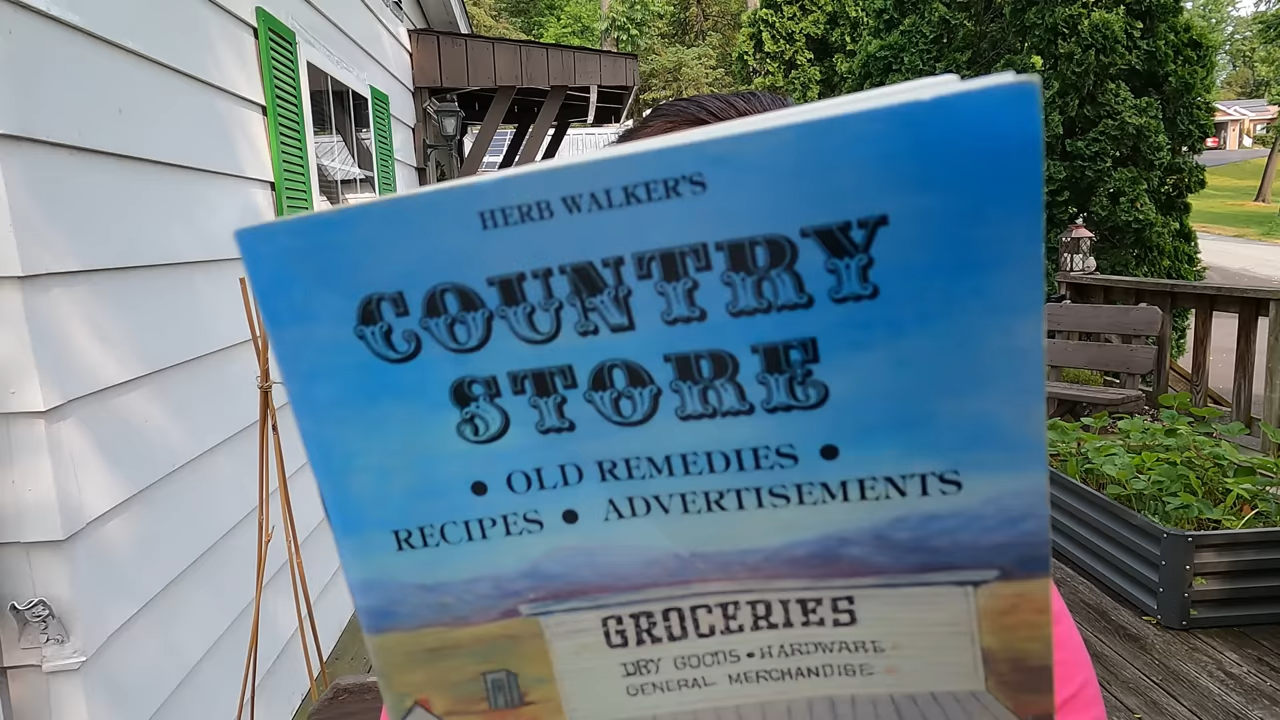 HERB WALKER'S
COUNTRY
STORE
• OLD REMEDIES •
RECIPES • ADVERTISEMENTS
GROCERIES
DRY GOODS • HARDWARE
GENERAL MERCHANDISE